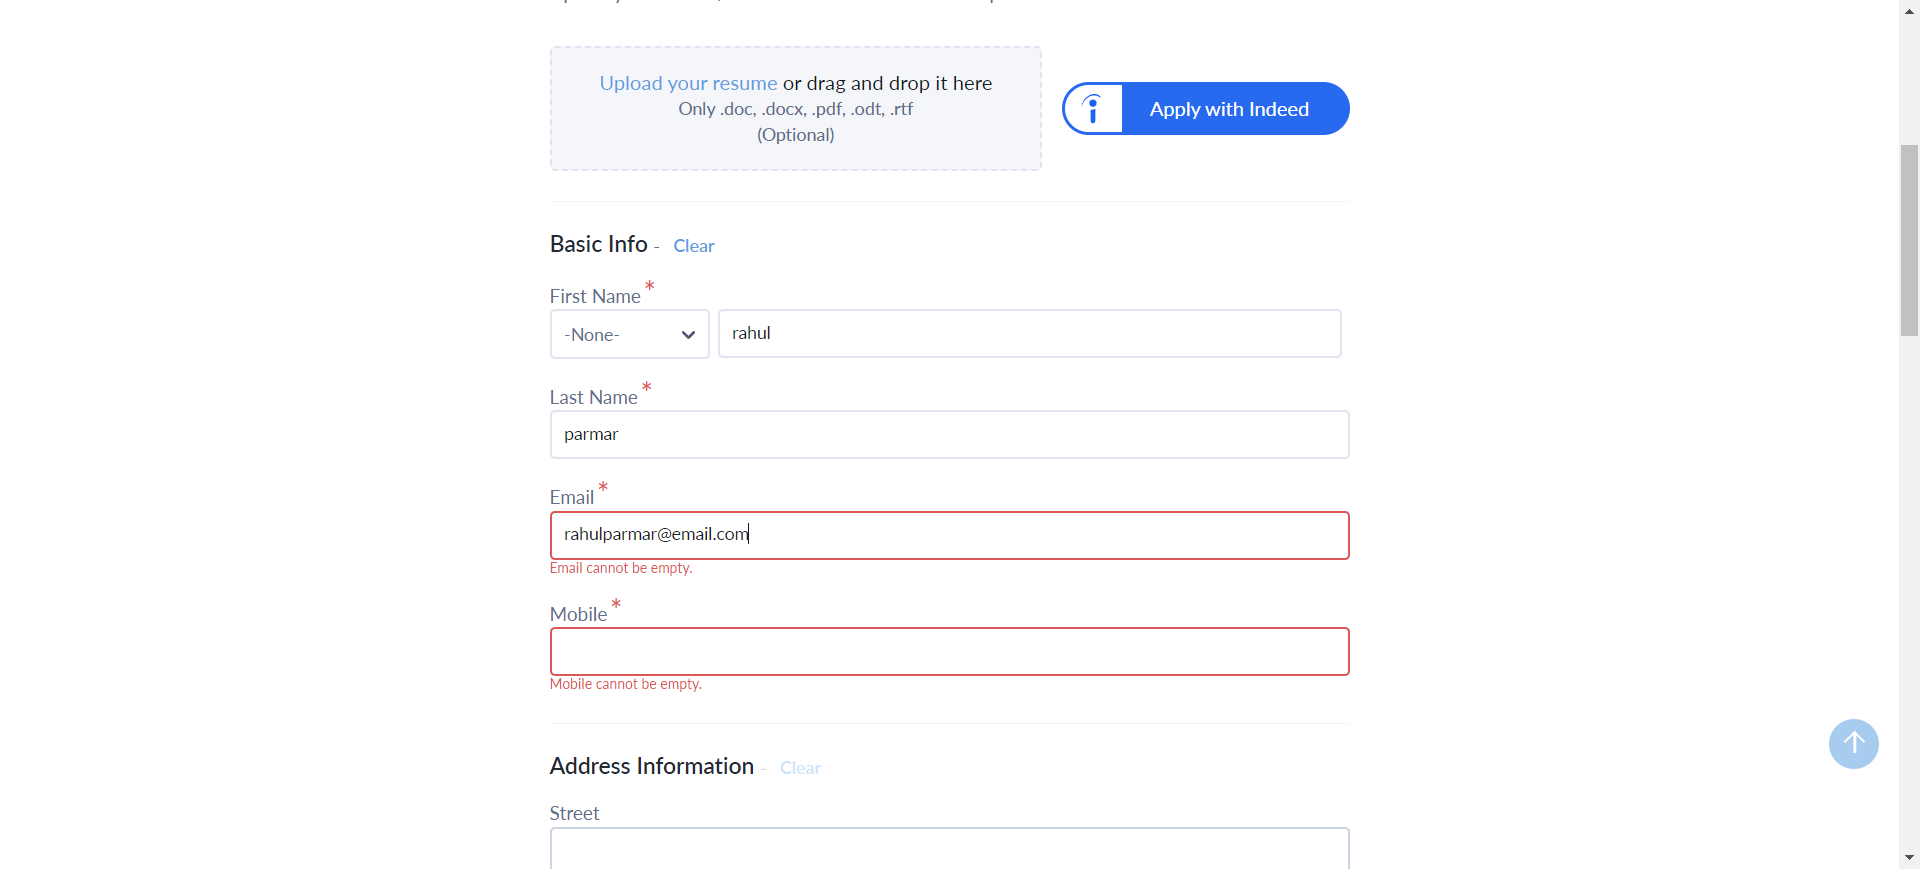 Upload your resume or drag and drop it here
Only .doc, .docx, .pdf, .odt, .rtf
(Optional)
Apply with Indeed
Basic Info - Clear
First Name *
-None-
rahul
Last Name *
parmar
Email *
rahulparmar@email.com
Email cannot be empty.
Mobile *
Mobile cannot be empty.
Address Information - Clear
Street